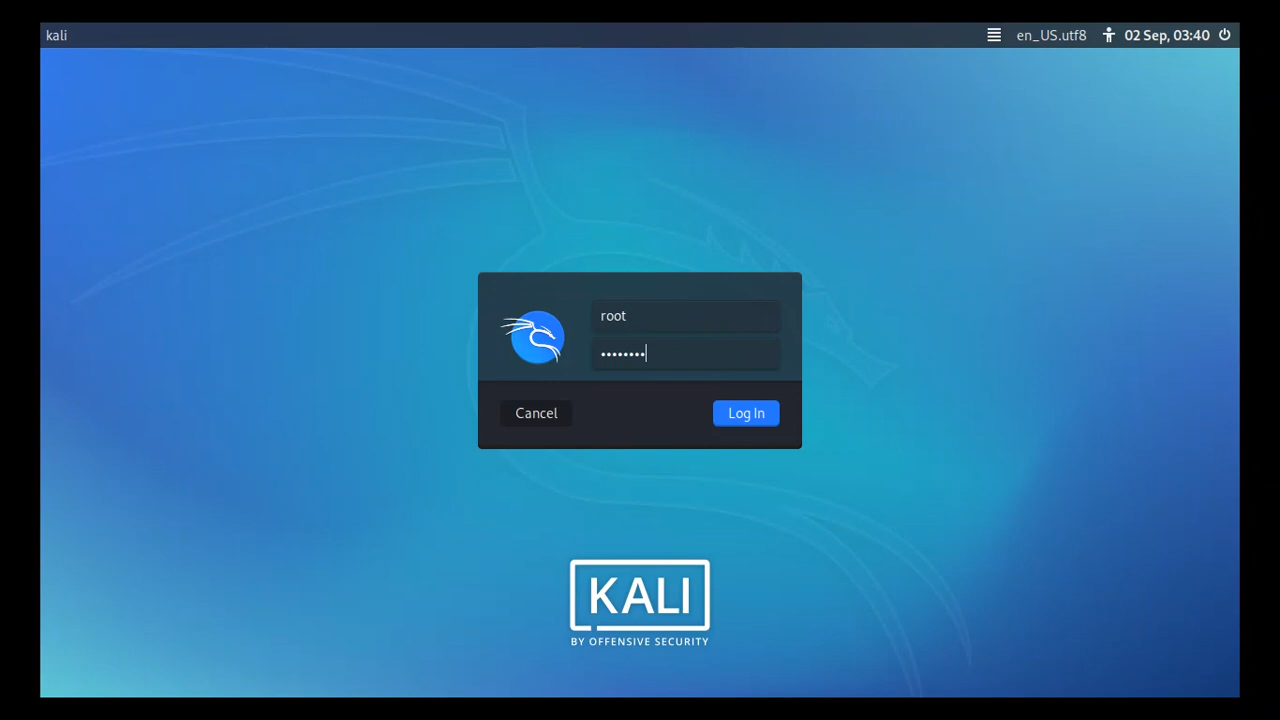 kali
en_US.utf8
02 Sep, 03:40
root
••••••••
Cancel
Log In
KALI
BY OFFENSIVE SECURITY